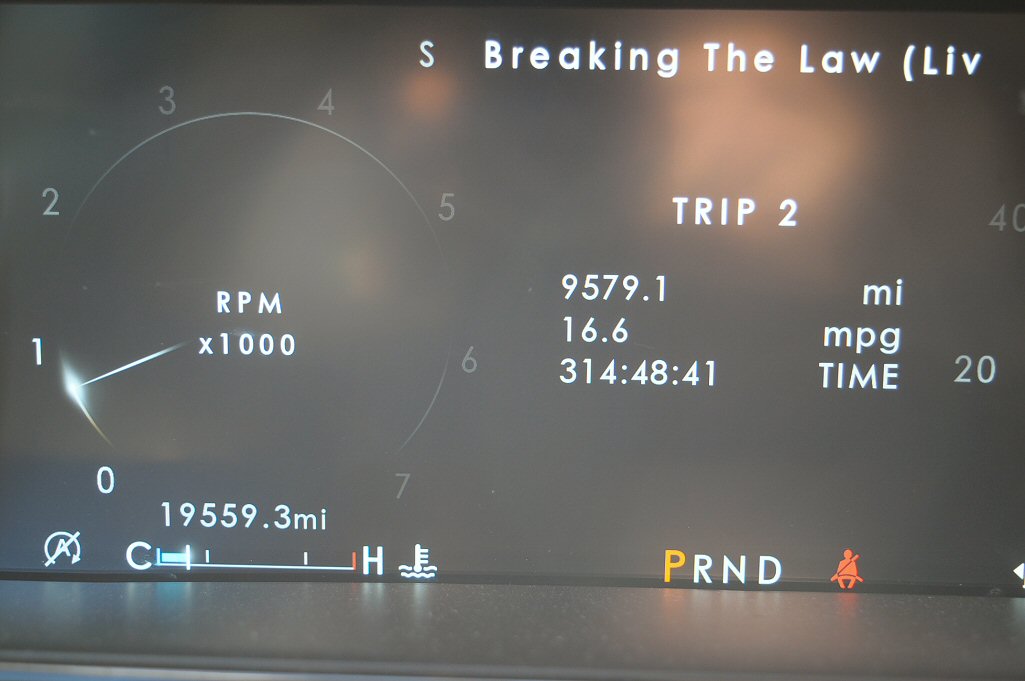 S Breaking The Law (Liv
3 4
2 5
TRIP 2
40
9579.1 mi
RPM
16.6 mpg
x1000
1
6
314:48:41 TIME
20
0
7
19559.3mi
A
C H
PRND